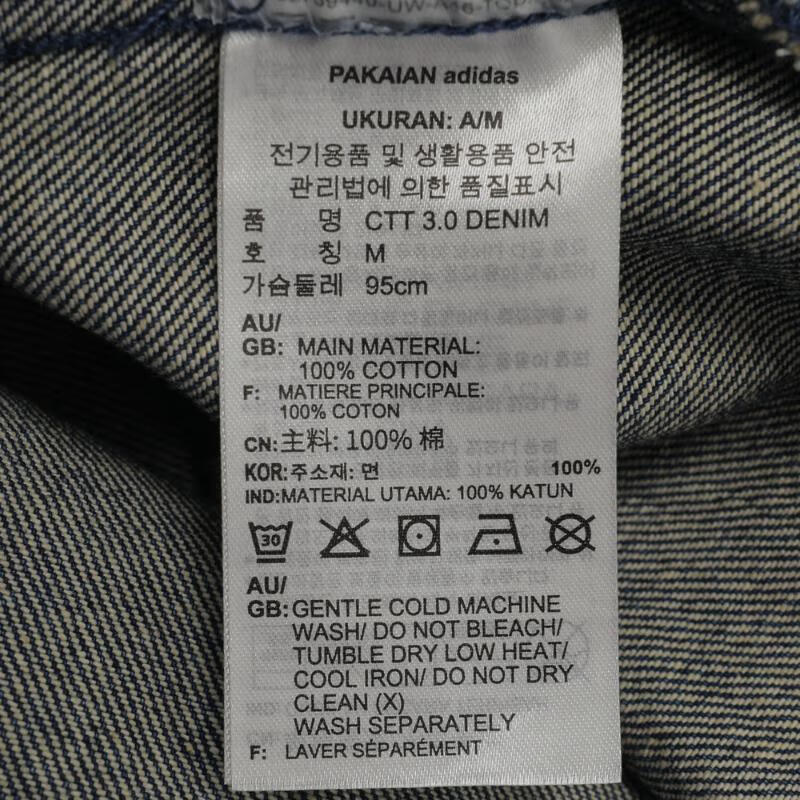 PAKAIAN adidas
UKURAN: A/M
전기용품 및 생활용품 안전
관리법에 의한 품질표시
품 명 CTT 3.0 DENIM
호 칭 M
가슴둘레 95cm
AU/
GB: MAIN MATERIAL:
100% COTTON
F: MATIERE PRINCIPALE:
100% COTON
CN:主料: 100% 棉
KOR:주소재: 면 100%
IND:MATERIAL UTAMA: 100% KATUN
30
AU/
GB:GENTLE COLD MACHINE
WASH/ DO NOT BLEACH/
TUMBLE DRY LOW HEAT/
COOL IRON/ DO NOT DRY
CLEAN (X)
WASH SEPARATELY
F: LAVER SÉPARÉMENT